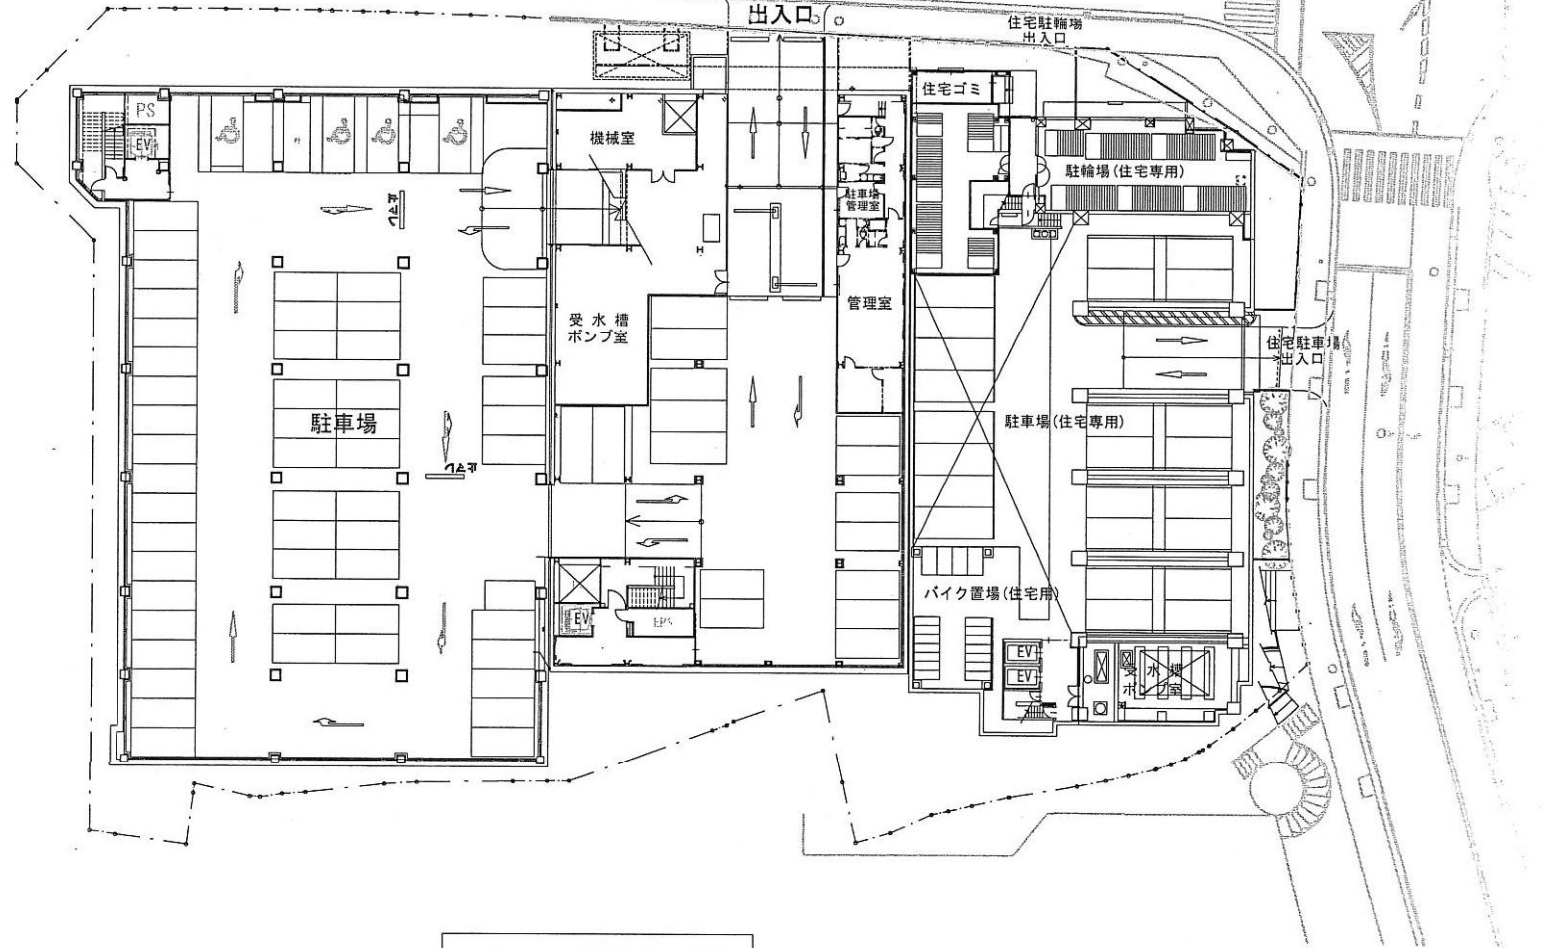 出入口
住宅駐輪場
出入口
住宅ゴミ
PS
EV
機械室
駐輪場(住宅専用)
駐車場
管理室
管理室
受水槽
ポンプ室
住宅駐車場
出入口
駐車場
駐車場(住宅専用)
バイク置場(住宅用)
EV
EPS
EV
EV
受水槽
ポンプ室